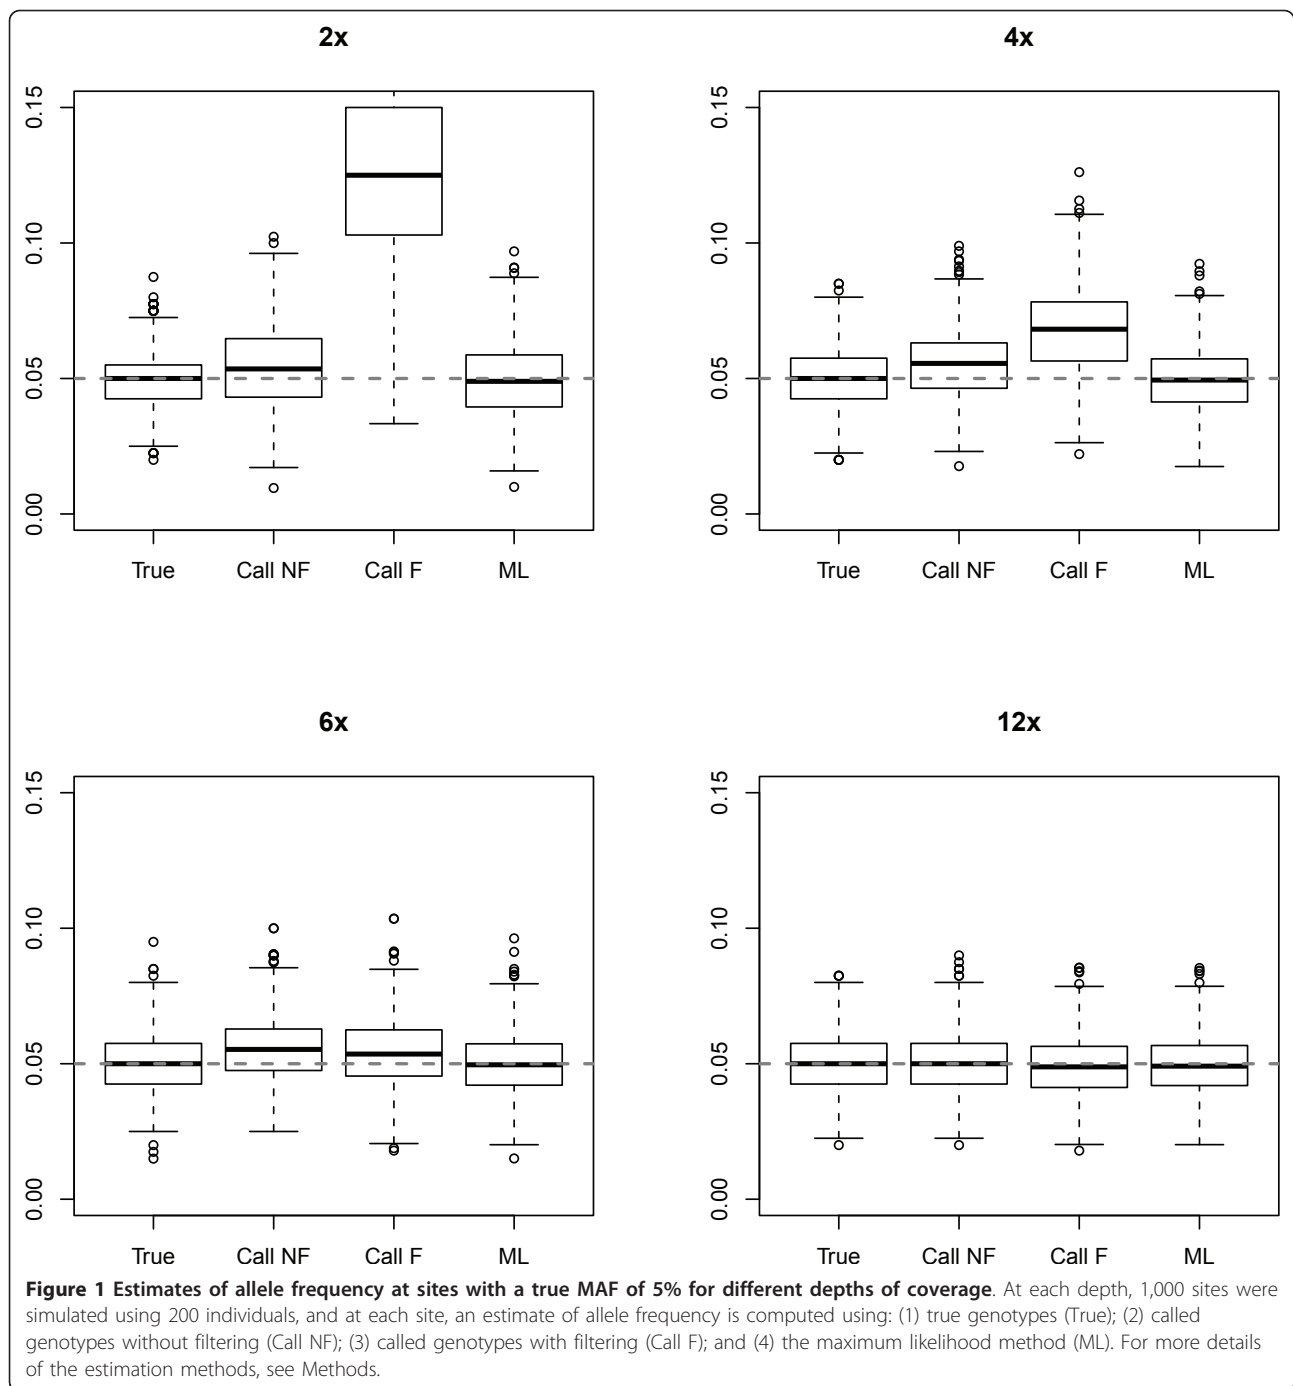 2x
4x
0.15
0.10
0.05
0.00
True Call NF Call F ML
0.15
0.10
0.05
0.00
True Call NF Call F ML
6x
12x
0.15
0.10
0.05
0.00
True Call NF Call F ML
0.15
0.10
0.05
0.00
True Call NF Call F ML
Figure 1 Estimates of allele frequency at sites with a true MAF of 5% for different depths of coverage. At each depth, 1,000 sites were
simulated using 200 individuals, and at each site, an estimate of allele frequency is computed using: (1) true genotypes (True); (2) called
genotypes without filtering (Call NF); (3) called genotypes with filtering (Call F); and (4) the maximum likelihood method (ML). For more details
of the estimation methods, see Methods.